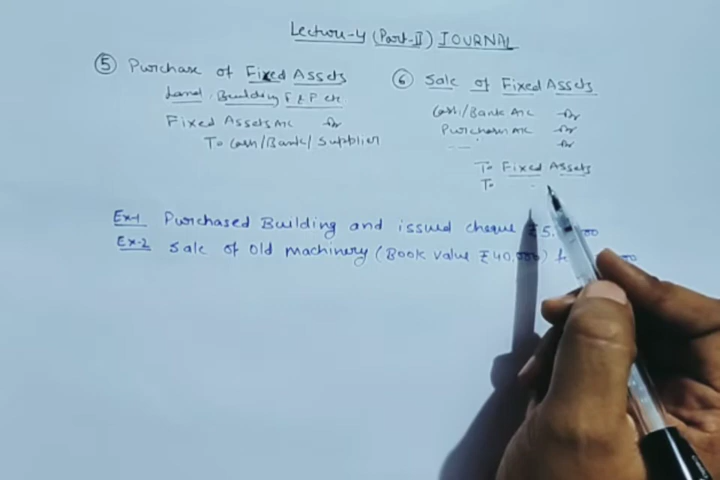 Lecture-4 (Part-II) JOURNAL
⑤ Purchase of Fixed Assets
Land, Building F & P etc
Fixed Assets A/c Dr
To Cash/Bank/Supplier
⑥ Sale of Fixed Assets
Cash/Bank A/c Dr
Purchaser A/c Dr
-- Dr
To Fixed Assets
To -
Ex-1 Purchased Building and issued cheque ₹5,
Ex-2 Sale of Old machinery (Book value ₹40,000)